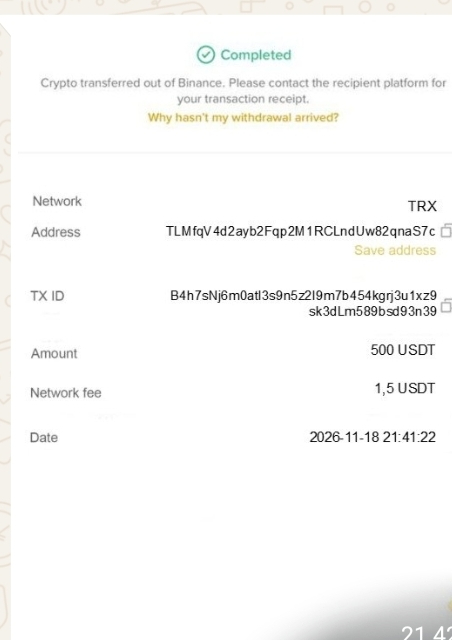 Completed
Crypto transferred out of Binance. Please contact the recipient platform for
your transaction receipt.
Why hasn't my withdrawal arrived?
Network TRX
Address TLMfqV4d2ayb2Fqp2M1RCLndUw82qnaS7c
Save address
TX ID B4h7sNj6m0atl3s9n5z2l9m7b454kgrj3u1xz9
sk3dLm589bsd93n39
Amount 500 USDT
Network fee 1,5 USDT
Date 2026-11-18 21:41:22
21:42